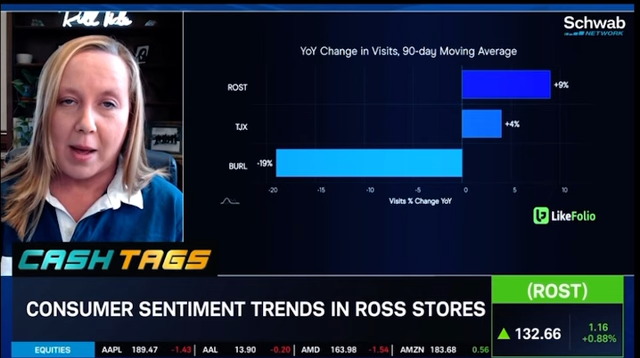 Schwab
NETWORK
YoY Change in Visits, 90-day Moving Average
ROST
+9%
TJX
+4%
BURL
-19%
-20 -15 -10 -5 0 5 10
Visits % Change YoY
LikeFolio
CASH TAGS
CONSUMER SENTIMENT TRENDS IN ROSS STORES
(ROST)
132.66
1.16
+0.88%
EQUITIES
AAPL 189.47 -1.43 AAL 13.90 -0.20 AMD 163.98 -1.54 AMZN 183.68 0.56